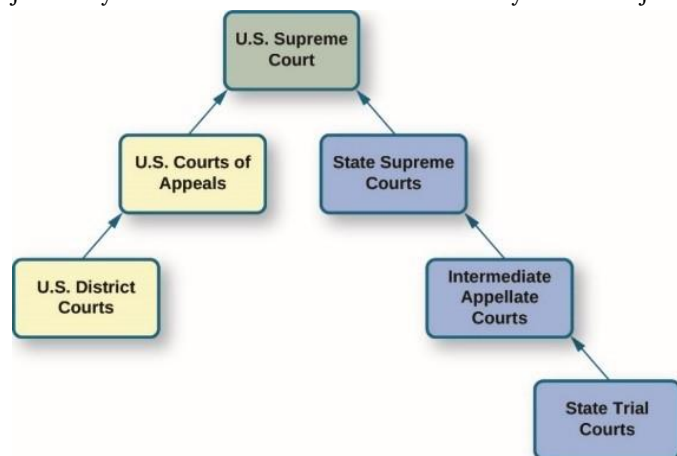 U.S. Supreme
Court
U.S. Courts of
Appeals
State Supreme
Courts
U.S. District
Courts
Intermediate
Appellate
Courts
State Trial
Courts